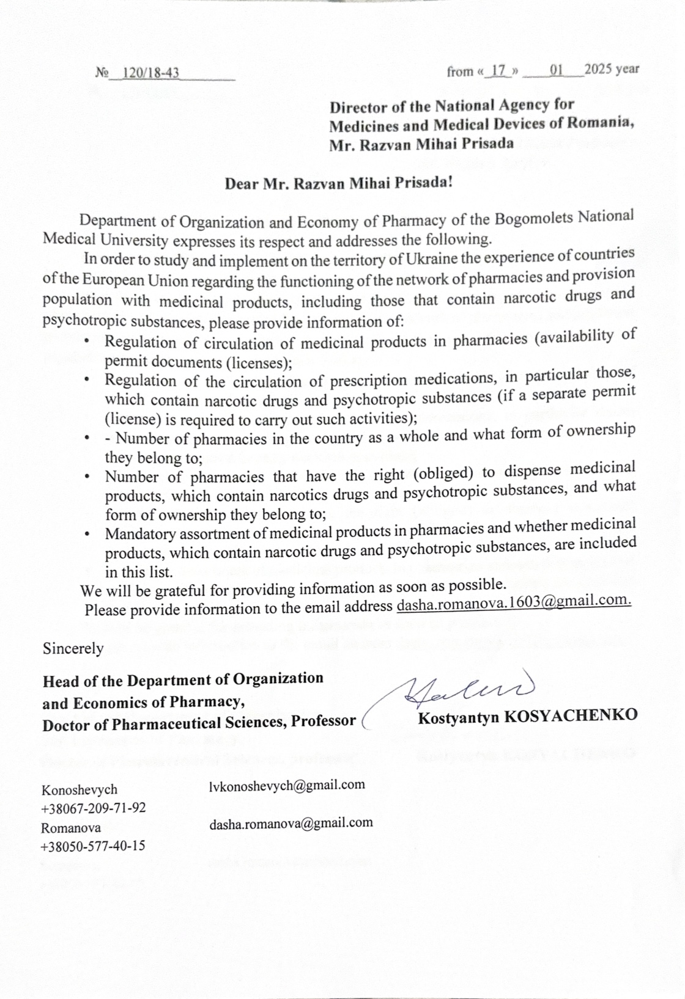 № 120/18-43 from « 17 » 01 2025 year
Director of the National Agency for
Medicines and Medical Devices of Romania,
Mr. Razvan Mihai Prisada
Dear Mr. Razvan Mihai Prisada!
Department of Organization and Economy of Pharmacy of the Bogomolets National
Medical University expresses its respect and addresses the following.
In order to study and implement on the territory of Ukraine the experience of countries
of the European Union regarding the functioning of the network of pharmacies and provision
population with medicinal products, including those that contain narcotic drugs and
psychotropic substances, please provide information of:
• Regulation of circulation of medicinal products in pharmacies (availability of
permit documents (licenses);
• Regulation of the circulation of prescription medications, in particular those,
which contain narcotic drugs and psychotropic substances (if a separate permit
(license) is required to carry out such activities);
• - Number of pharmacies in the country as a whole and what form of ownership
they belong to;
• Number of pharmacies that have the right (obliged) to dispense medicinal
products, which contain narcotics drugs and psychotropic substances, and what
form of ownership they belong to;
• Mandatory assortment of medicinal products in pharmacies and whether medicinal
products, which contain narcotic drugs and psychotropic substances, are included
in this list.
We will be grateful for providing information as soon as possible.
Please provide information to the email address dasha.romanova.1603@gmail.com.
Sincerely
Head of the Department of Organization
and Economics of Pharmacy,
Doctor of Pharmaceutical Sciences, Professor Kostyantyn KOSYACHENKO
Konoshevych lvkonoshevych@gmail.com
+38067-209-71-92
Romanova dasha.romanova@gmail.com
+38050-577-40-15